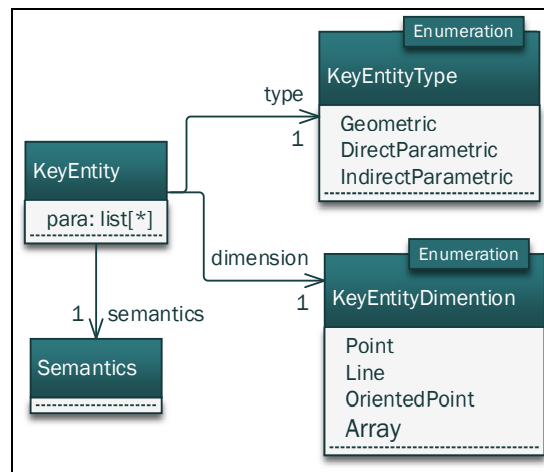 Enumeration
KeyEntityType
Geometric
DirectParametric
IndirectParametric
type
1
KeyEntity
para: list[*]
dimension
1
Enumeration
KeyEntityDimention
Point
Line
OrientedPoint
Array
1 semantics
Semantics